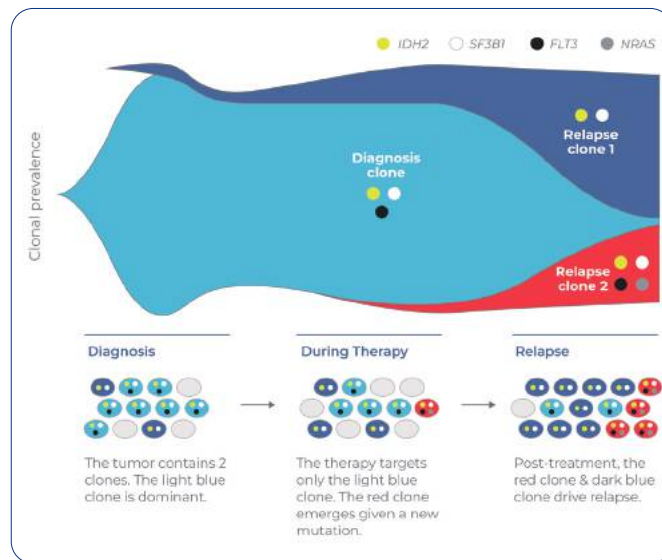 IDH2 SF3B1 FLT3 NRAS
Clonal prevalence
Relapse
clone 1
Diagnosis
clone
Relapse
clone 2
Diagnosis
The tumor contains 2
clones. The light blue
clone is dominant.
During Therapy
The therapy targets
only the light blue
clone. The red clone
emerges given a new
mutation.
Relapse
Post-treatment, the
red clone & dark blue
clone drive relapse.